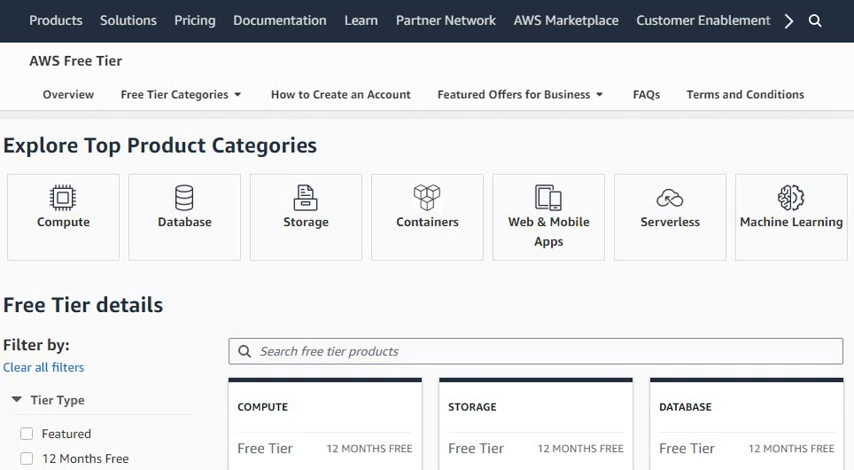 Products Solutions Pricing Documentation Learn Partner Network AWS Marketplace Customer Enablement
AWS Free Tier
Overview Free Tier Categories How to Create an Account Featured Offers for Business FAQs Terms and Conditions
Explore Top Product Categories
Compute
Database
Storage
Containers
Web & Mobile
Apps
Serverless
Machine Learning
Free Tier details
Filter by:
Clear all filters
Tier Type
Featured
12 Months Free
Search free tier products
COMPUTE
Free Tier 12 MONTHS FREE
STORAGE
Free Tier 12 MONTHS FREE
DATABASE
Free Tier 12 MONTHS FREE